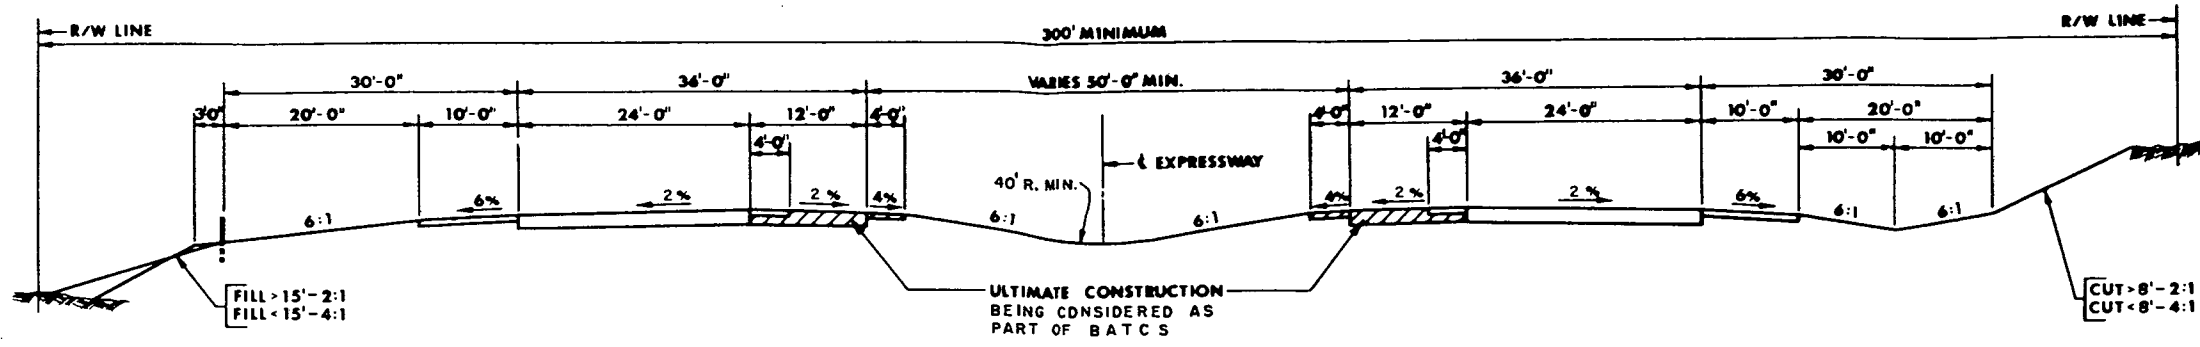 R/W LINE
R/W LINE
300' MINIMUM
30'-0"
36'-0"
VARIES 50'-0" MIN.
36'-0"
30'-0"
3'0"
20'-0"
10'-0"
24'-0"
12'-0"
4'-0"
4'-0"
12'-0"
24'-0"
10'-0"
20'-0"
4'-0"
4'-0"
10'-0"
10'-0"
℄ EXPRESSWAY
40' R. MIN.
6:1
6%
2%
2%
4%
6:1
6:1
4%
2%
2%
6%
6:1
6:1
FILL > 15' - 2:1
FILL < 15' - 4:1
ULTIMATE CONSTRUCTION
BEING CONSIDERED AS
PART OF BATCS
CUT > 8' - 2:1
CUT < 8' - 4:1